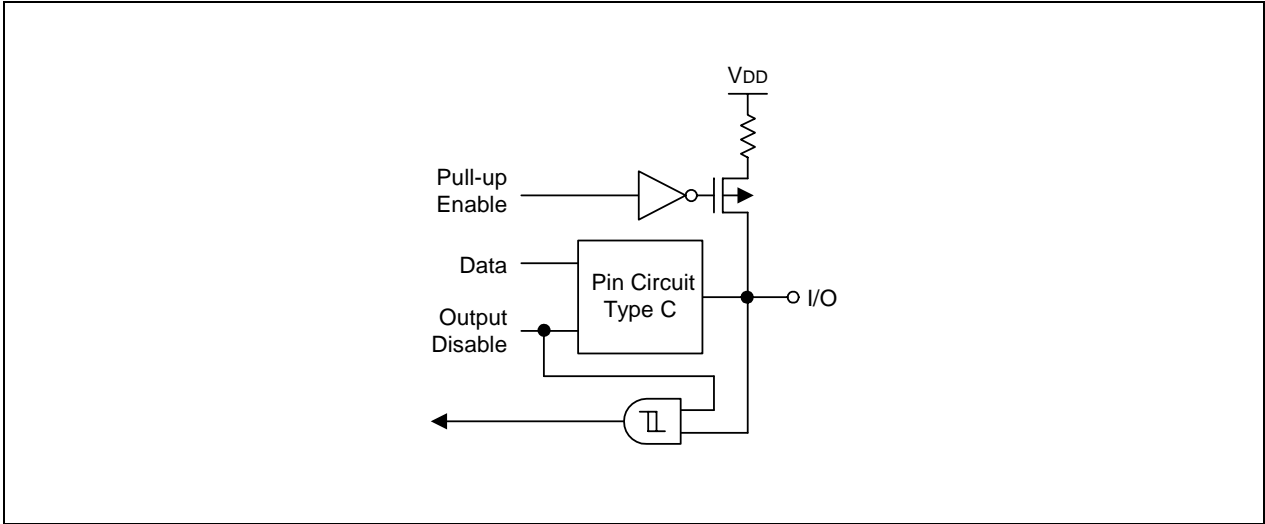 VDD
Pull-up
Enable
Data
Pin Circuit
Type C
I/O
Output
Disable